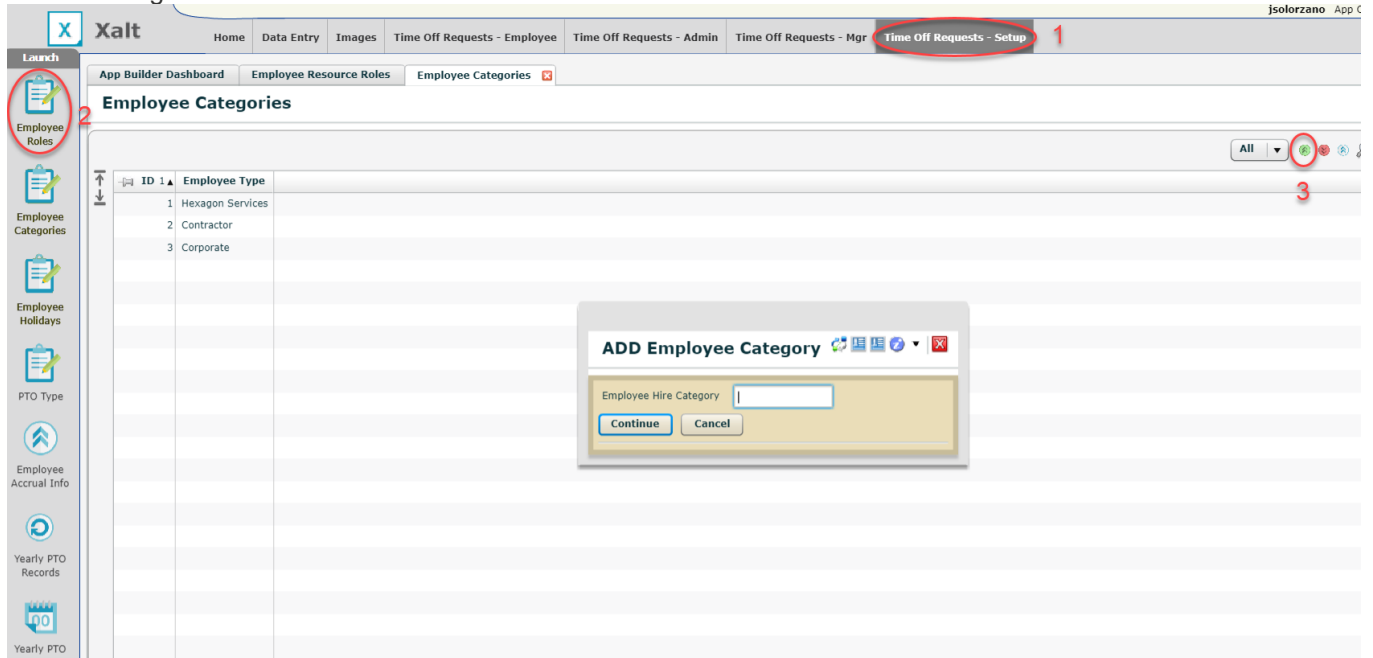 jsolorzano App
X
Xalt
Home
Data Entry
Images
Time Off Requests - Employee
Time Off Requests - Admin
Time Off Requests - Mgr
Time Off Requests - Setup
1
Launch
App Builder Dashboard
Employee Resource Roles
Employee Categories
Employee Categories
2
Employee
Roles
All
3
ID 1
Employee Type
1 Hexagon Services
2 Contractor
3 Corporate
Employee
Categories
Employee
Holidays
ADD Employee Category
Employee Hire Category
Continue
Cancel
PTO Type
Employee
Accrual Info
Yearly PTO
Records
00
Yearly PTO